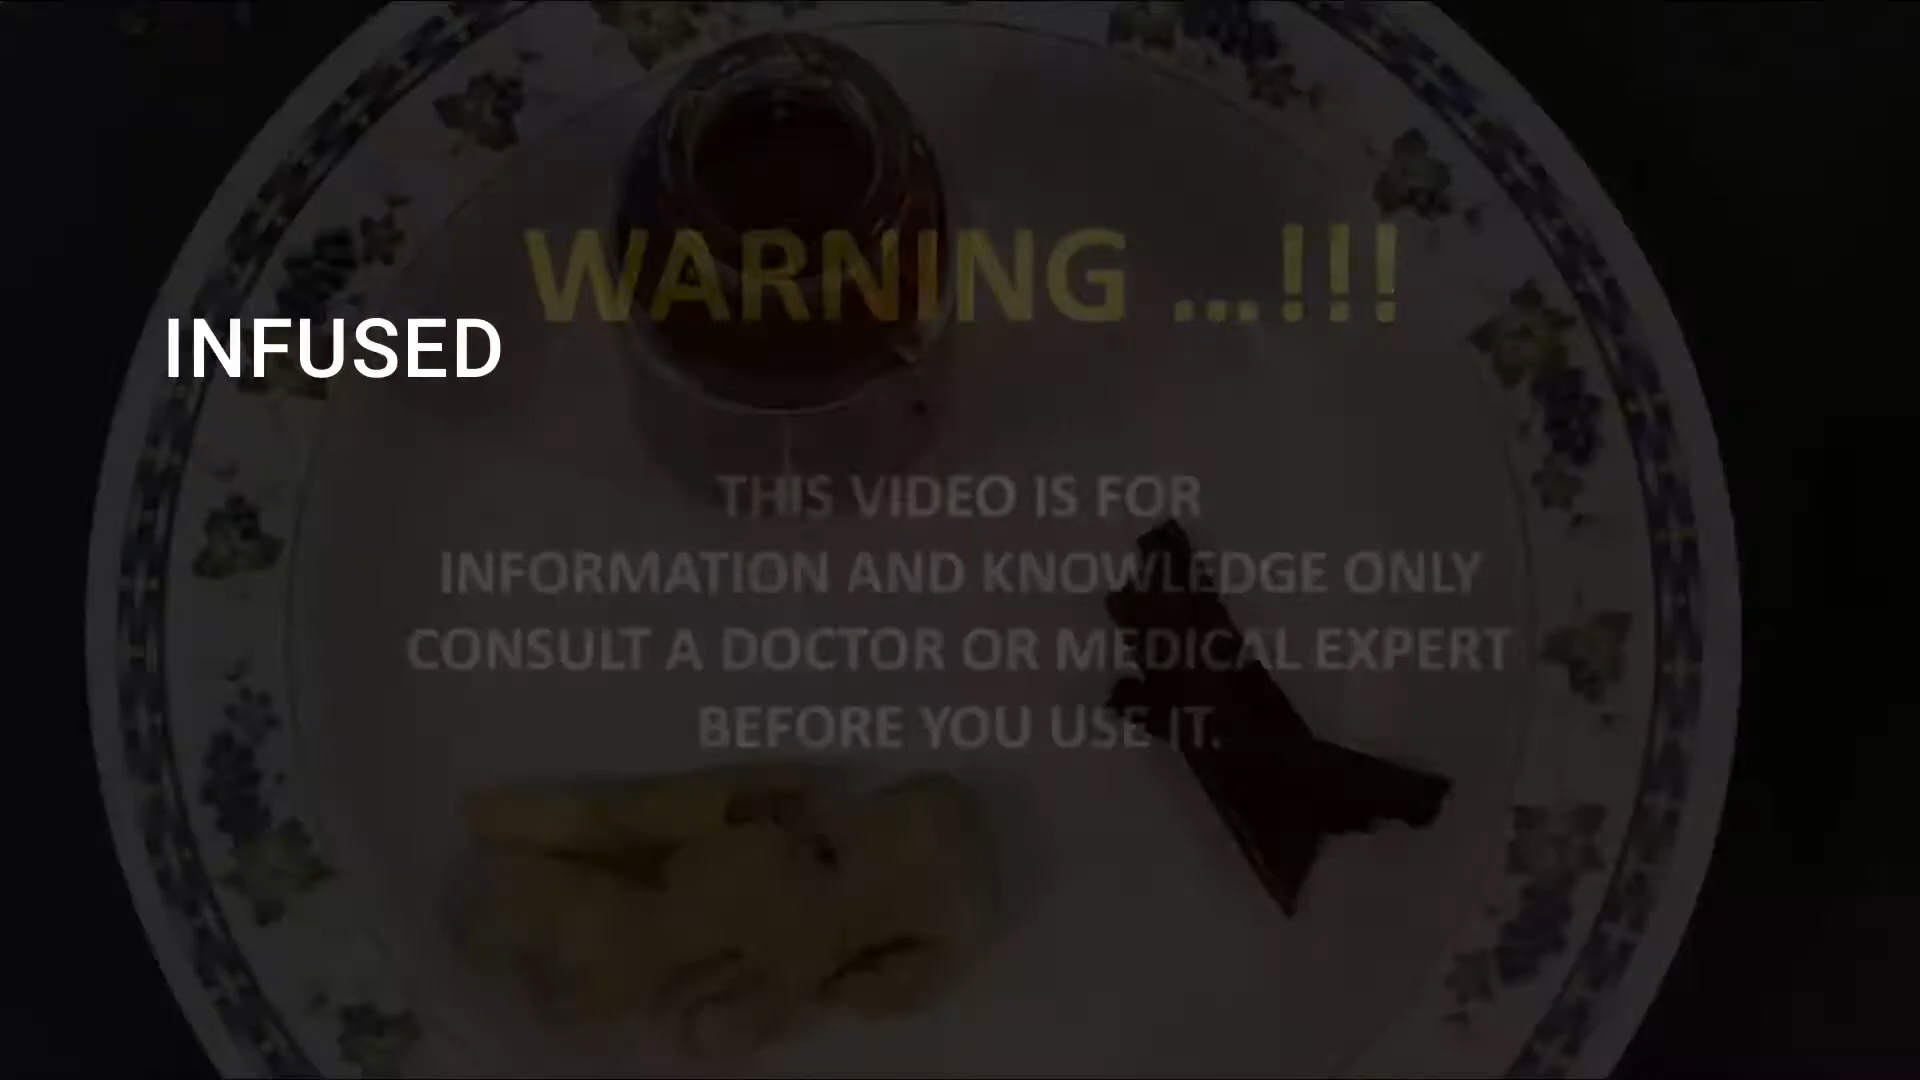 WARNING ...!!!
INFUSED
THIS VIDEO IS FOR
INFORMATION AND KNOWLEDGE ONLY
CONSULT A DOCTOR OR MEDICAL EXPERT
BEFORE YOU USE IT.